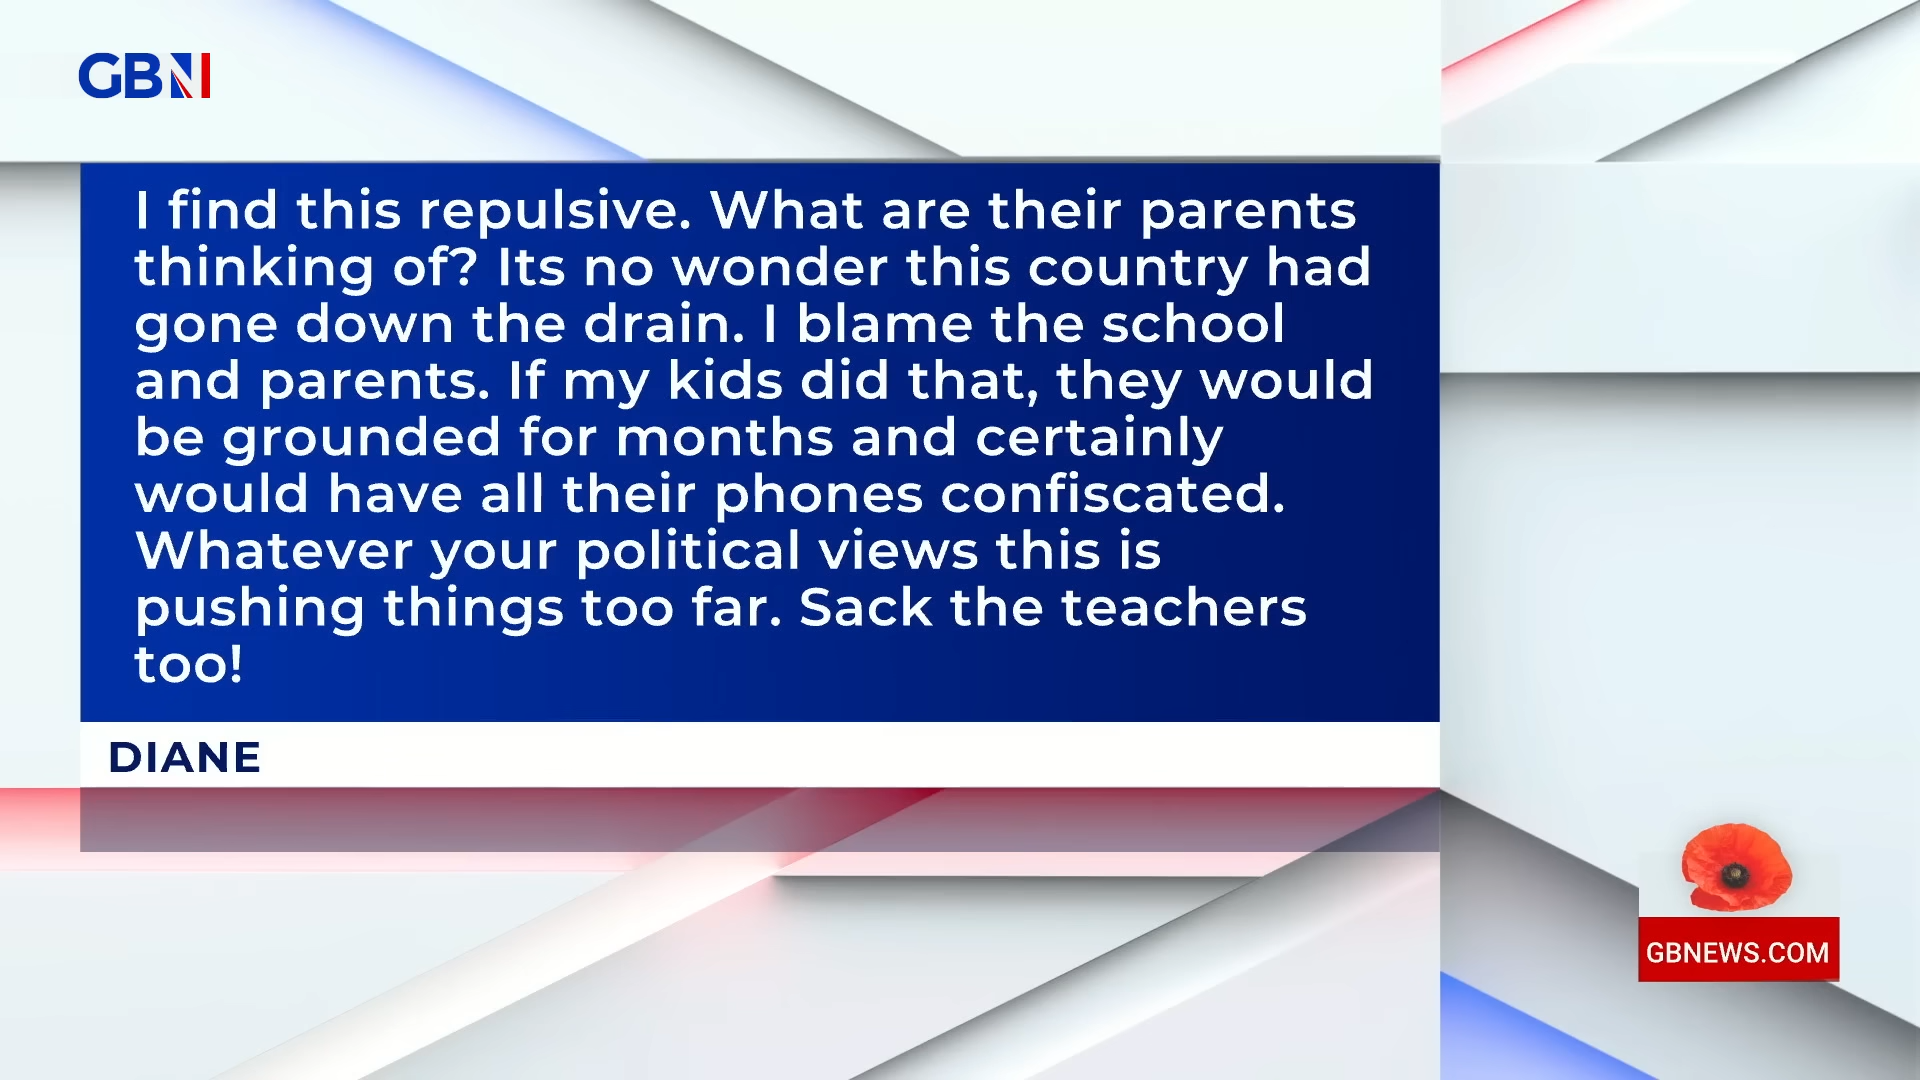 GBN
I find this repulsive. What are their parents
thinking of? Its no wonder this country had
gone down the drain. I blame the school
and parents. If my kids did that, they would
be grounded for months and certainly
would have all their phones confiscated.
Whatever your political views this is
pushing things too far. Sack the teachers
too!
DIANE
GBNEWS.COM